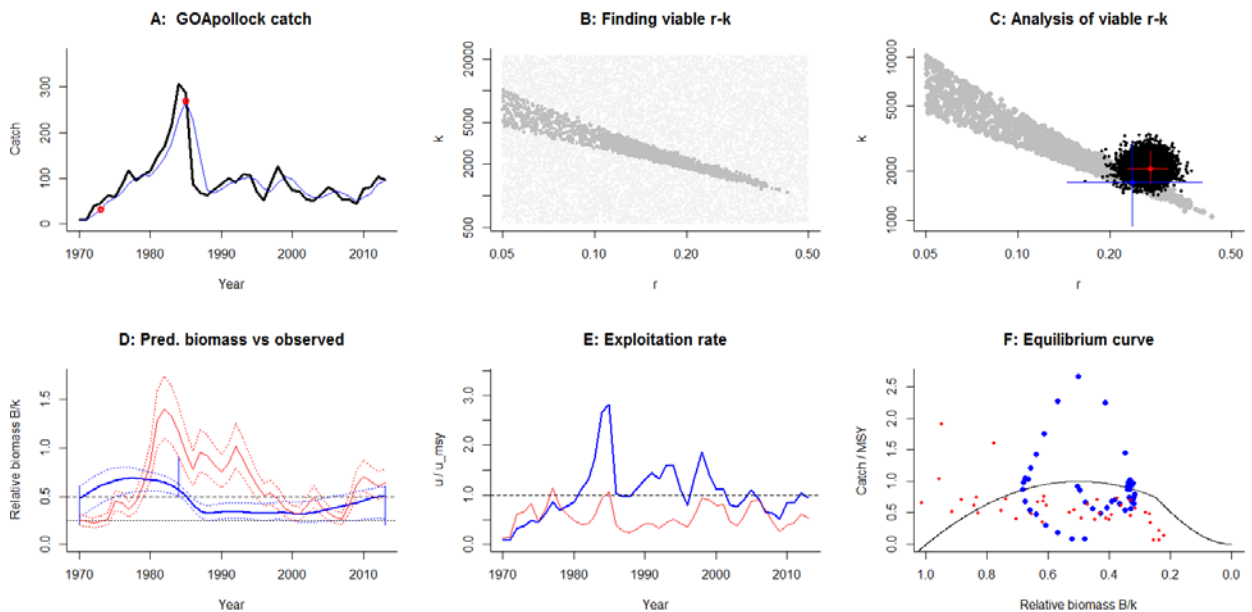 A: GOApollock catch
Catch
300
200
100
0
1970 1980 1990 2000 2010
Year
B: Finding viable r-k
k
20000
5000
2000
1000
500
0.05 0.10 0.20 0.50
r
C: Analysis of viable r-k
k
10000
5000
2000
1000
0.05 0.10 0.20 0.50
r
D: Pred. biomass vs observed
Relative biomass B/k
1.5
1.0
0.5
0.0
1970 1980 1990 2000 2010
Year
E: Exploitation rate
u / u_msy
3.0
2.0
1.0
0.0
1970 1980 1990 2000 2010
Year
F: Equilibrium curve
Catch / MSY
2.5
2.0
1.5
1.0
0.5
0.0
1.0 0.8 0.6 0.4 0.2 0.0
Relative biomass B/k